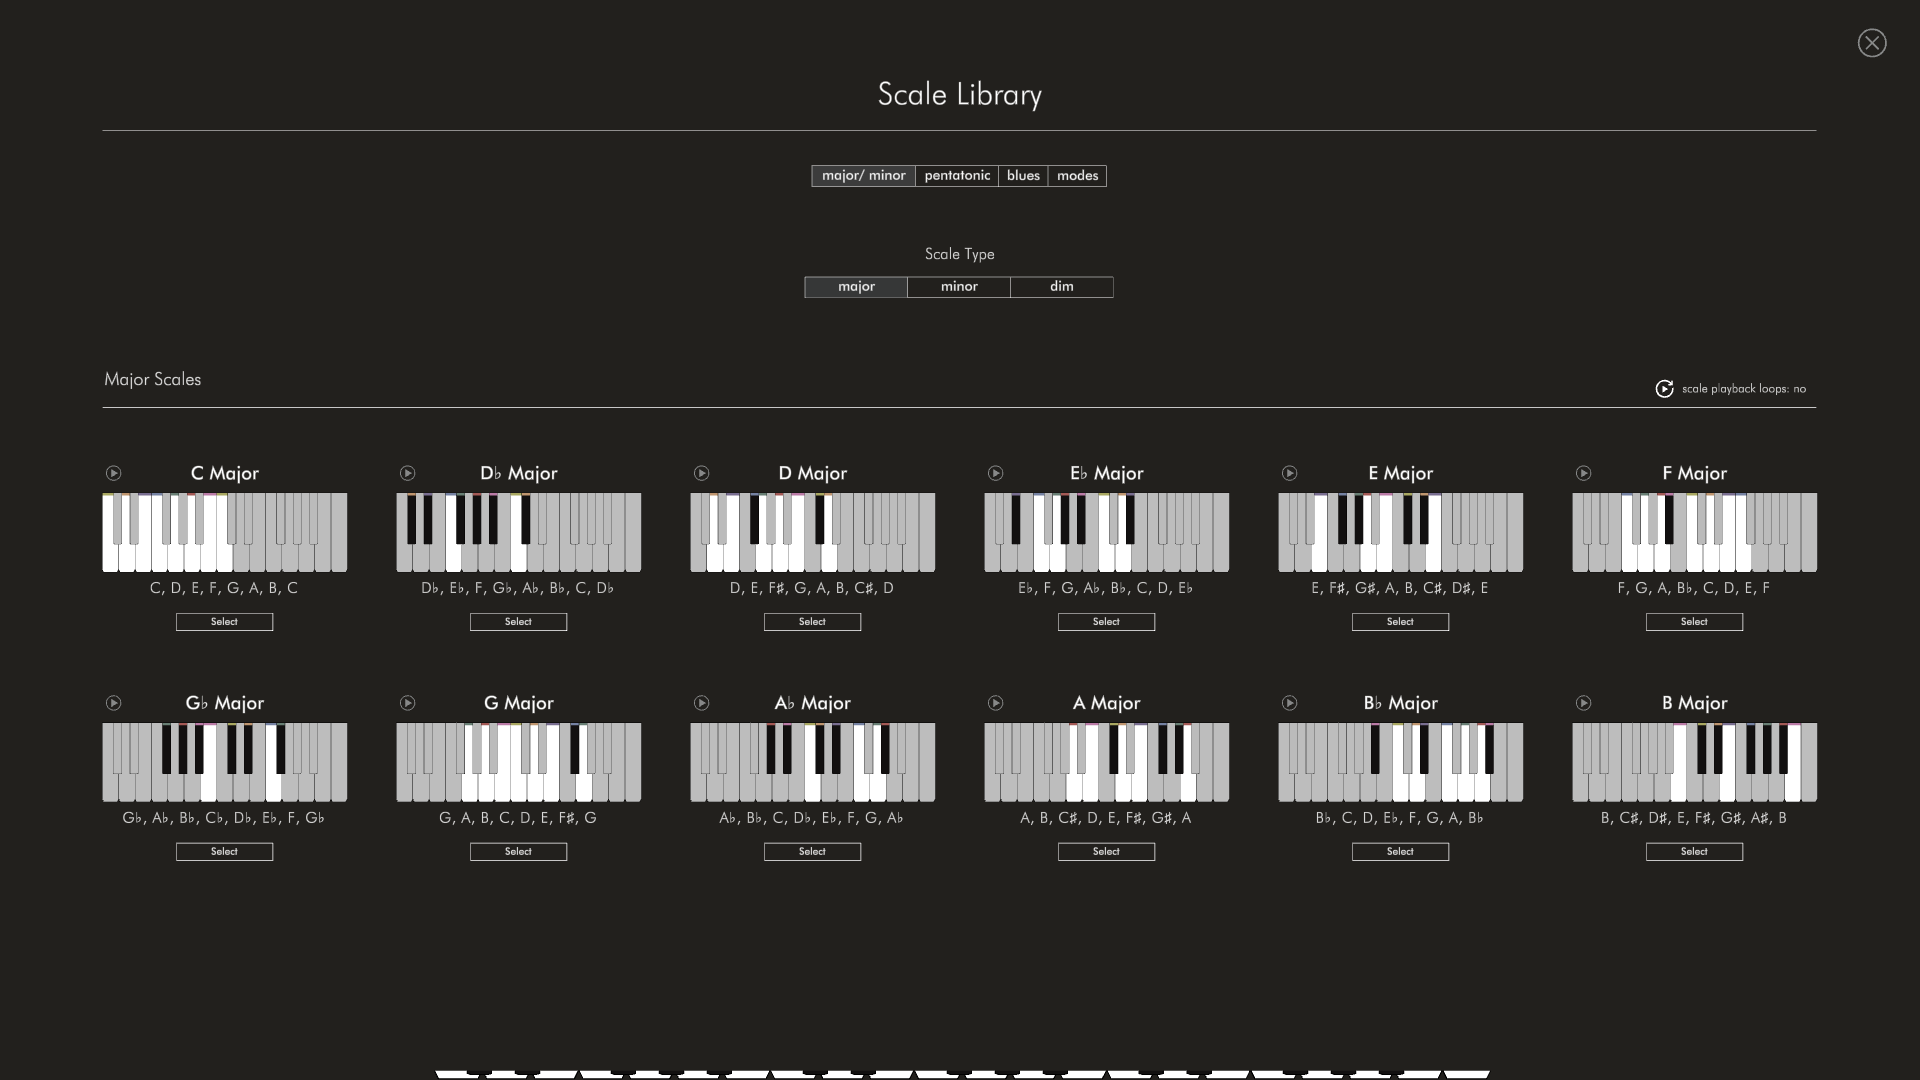 Scale Library
major/ minor pentatonic blues modes
Scale Type
major minor dim
Major Scales
scale playback loops: no
C Major D♭ Major D Major E♭ Major E Major F Major
C, D, E, F, G, A, B, C D♭, E♭, F, G♭, A♭, B♭, C, D♭ D, E, F♯, G, A, B, C♯, D E♭, F, G, A♭, B♭, C, D, E♭ E, F♯, G♯, A, B, C♯, D♯, E F, G, A, B♭, C, D, E, F
Select Select Select Select Select Select
G♭ Major G Major A♭ Major A Major B♭ Major B Major
G♭, A♭, B♭, C♭, D♭, E♭, F, G♭ G, A, B, C, D, E, F♯, G A♭, B♭, C, D♭, E♭, F, G, A♭ A, B, C♯, D, E, F♯, G♯, A B♭, C, D, E♭, F, G, A, B♭ B, C♯, D♯, E, F♯, G♯, A♯, B
Select Select Select Select Select Select